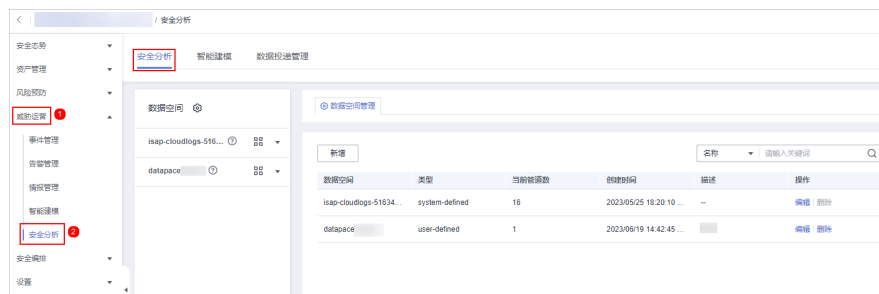 / 安全分析
安全态势
资产管理
风险预防
威胁运营 1
事件管理
告警管理
情报管理
智能建模
安全分析 2
安全编排
设置
安全分析 智能建模 数据投递管理
数据空间
isap-cloudlogs-516...
datapace
数据空间管理
新增
名称 请输入关键词
数据空间 类型 当前管道数 创建时间 描述 操作
isap-cloudlogs-51634... system-defined 16 2023/05/25 18:20:10 ... -- 编辑 删除
datapace user-defined 1 2023/06/19 14:42:45 ... 编辑 删除